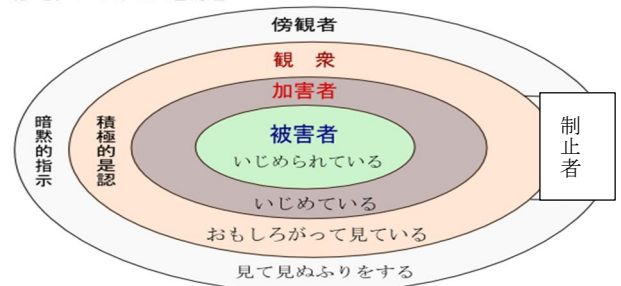 傍観者
観 衆
加害者
被害者
いじめられている
いじめている
おもしろがって見ている
見て見ぬふりをする
暗黙的指示
積極的是認
制止者